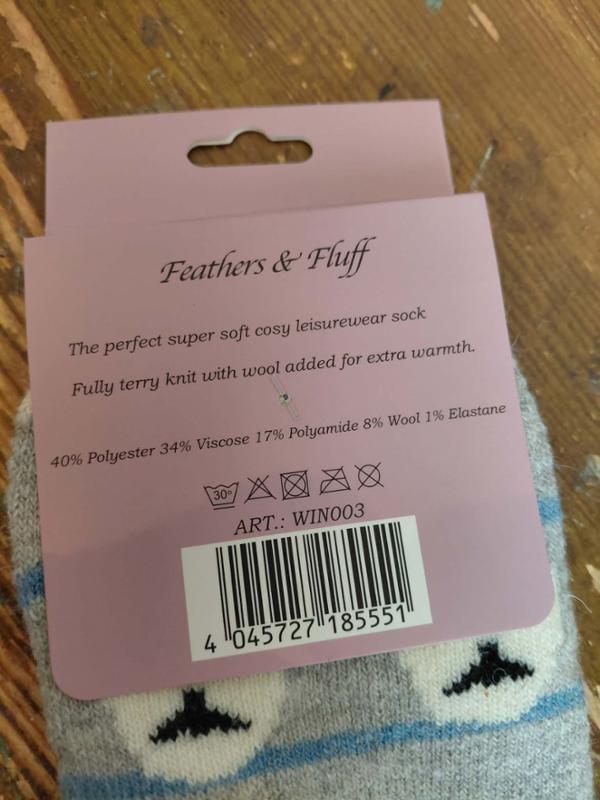 Feathers & Fluff
The perfect super soft cosy leisurewear sock
Fully terry knit with wool added for extra warmth.
40% Polyester 34% Viscose 17% Polyamide 8% Wool 1% Elastane
30°
ART.: WIN003
4 045727 185551